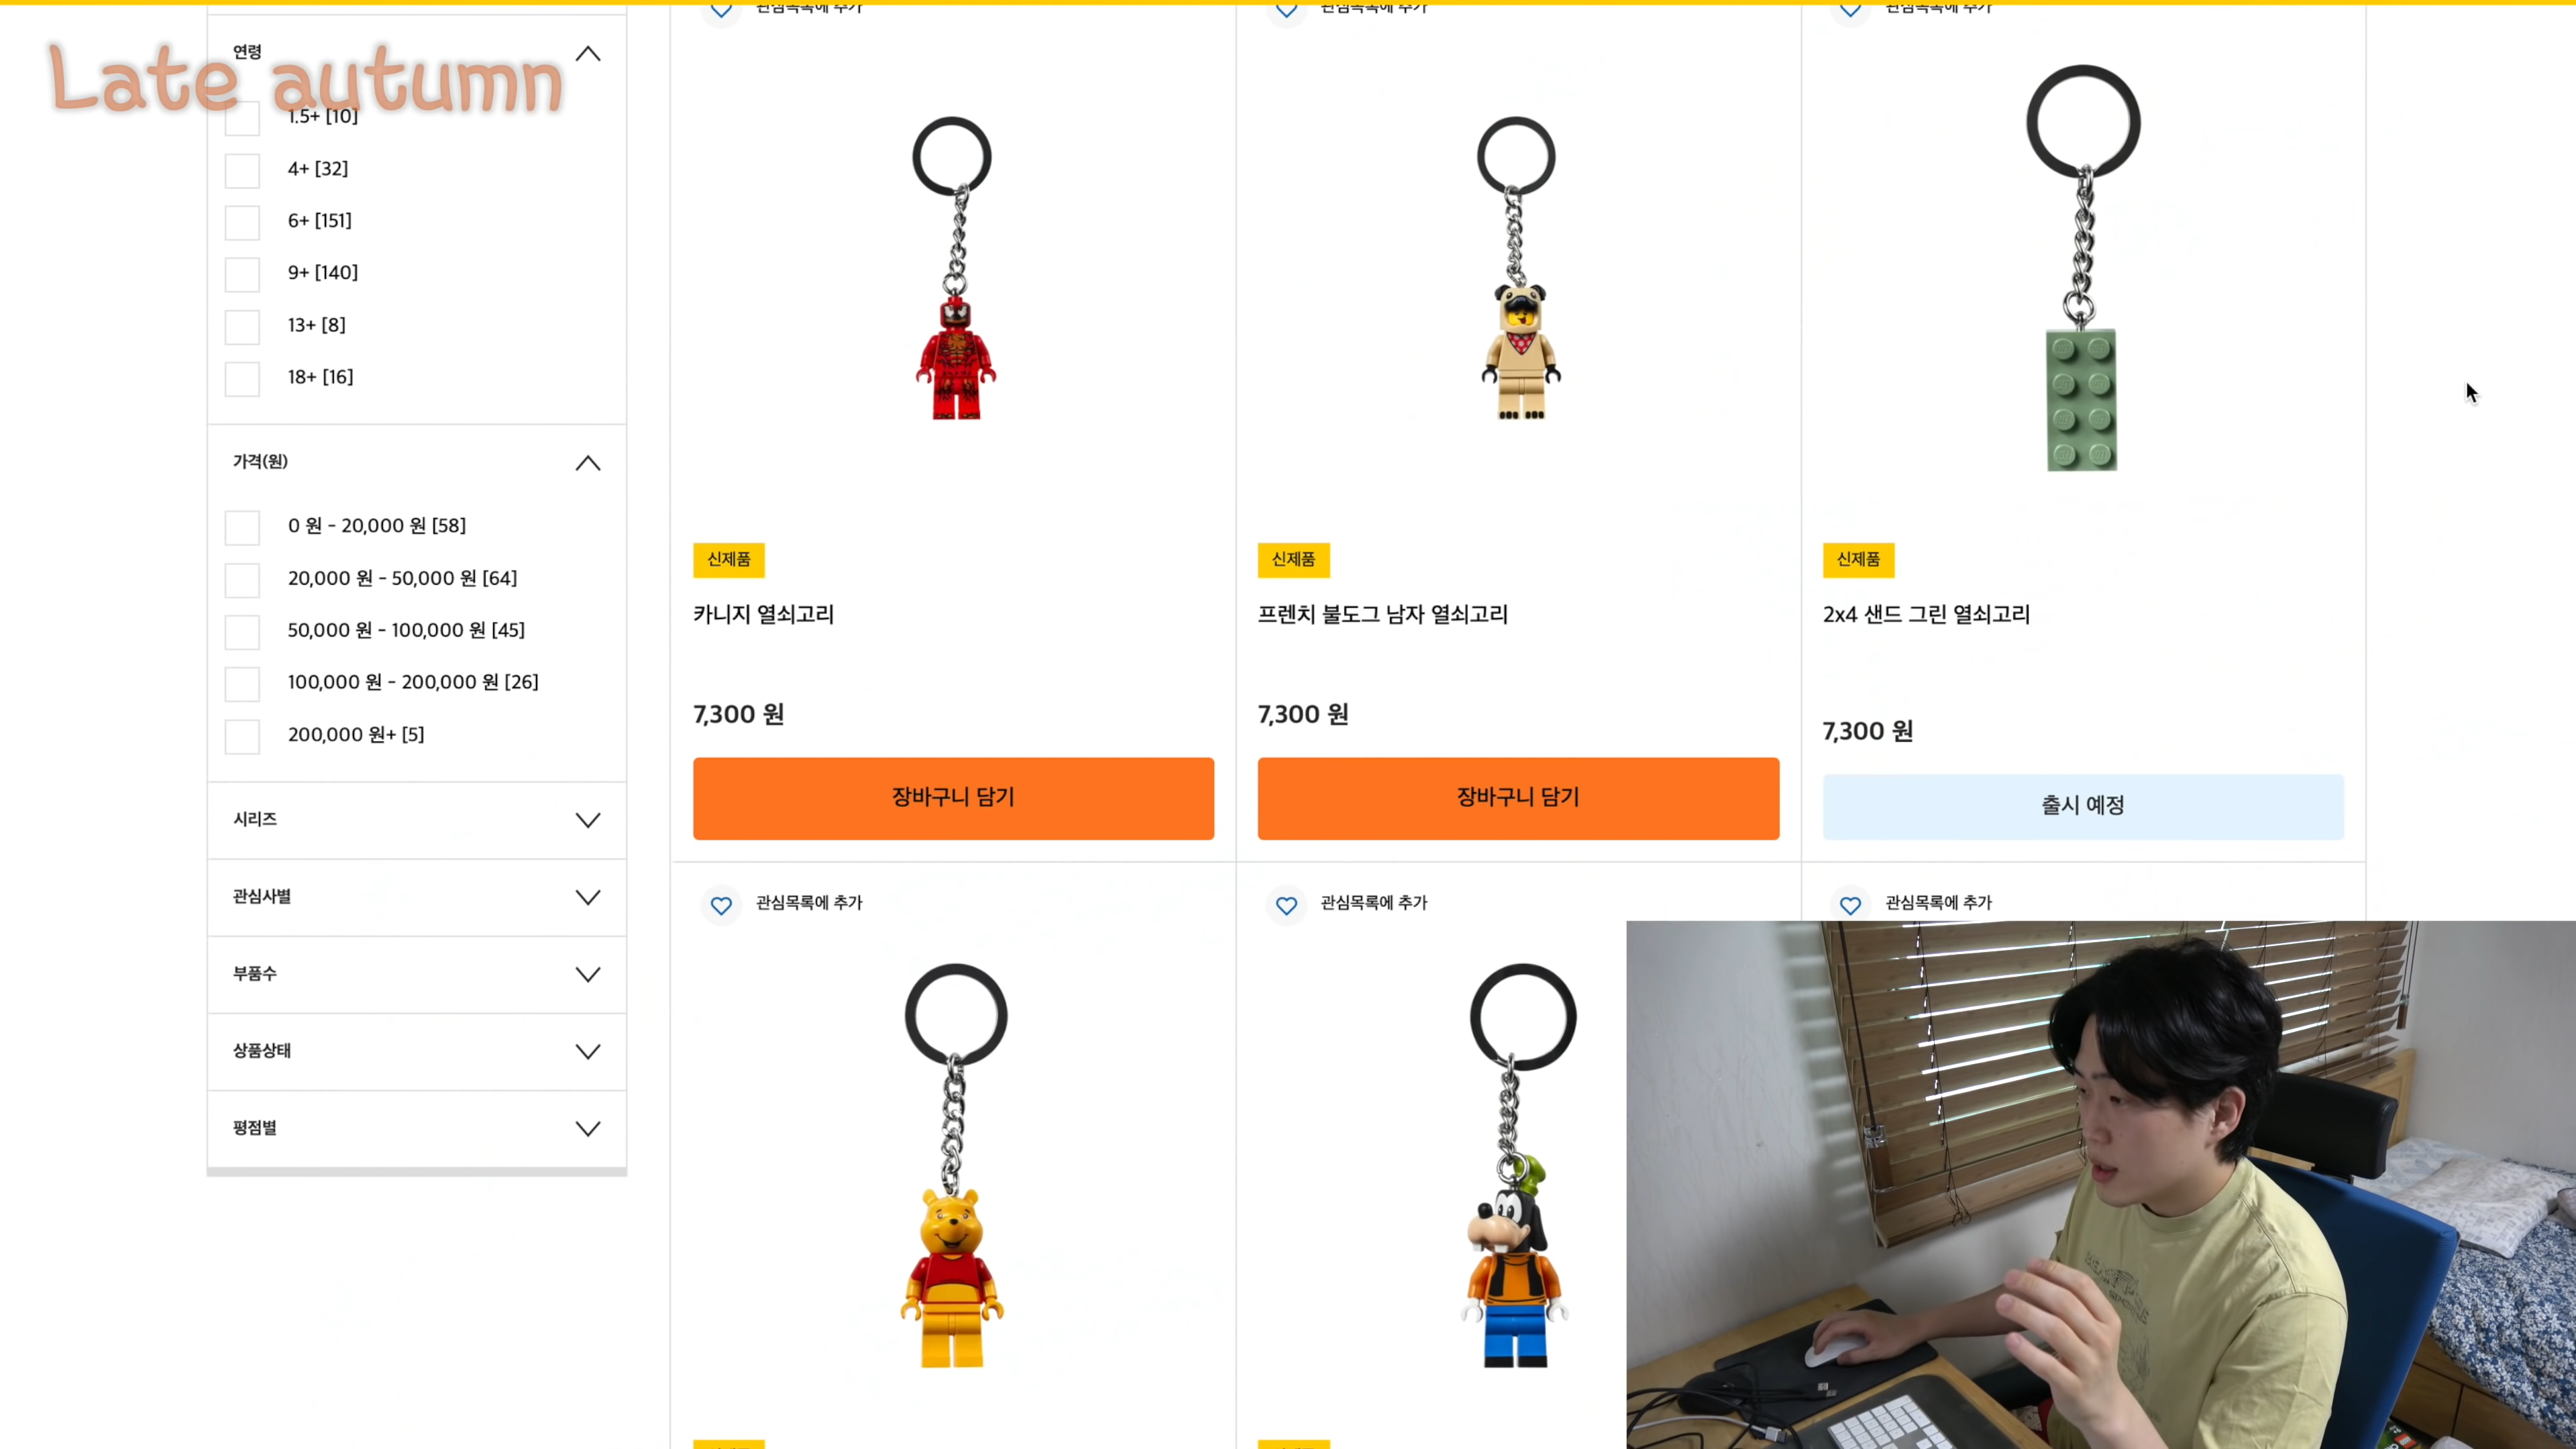 관심목록에 추가
관심목록에 추가
관심목록에 추가
Late autumn
연령
1.5+ [10]
4+ [32]
6+ [151]
9+ [140]
13+ [8]
18+ [16]
가격(원)
0 원 - 20,000 원 [58]
20,000 원 - 50,000 원 [64]
50,000 원 - 100,000 원 [45]
100,000 원 - 200,000 원 [26]
200,000 원+ [5]
시리즈
관심사별
부품수
상품상태
평점별
신제품
카니지 열쇠고리
7,300 원
장바구니 담기
신제품
프렌치 불도그 남자 열쇠고리
7,300 원
장바구니 담기
신제품
2x4 샌드 그린 열쇠고리
7,300 원
출시 예정
관심목록에 추가
관심목록에 추가
관심목록에 추가